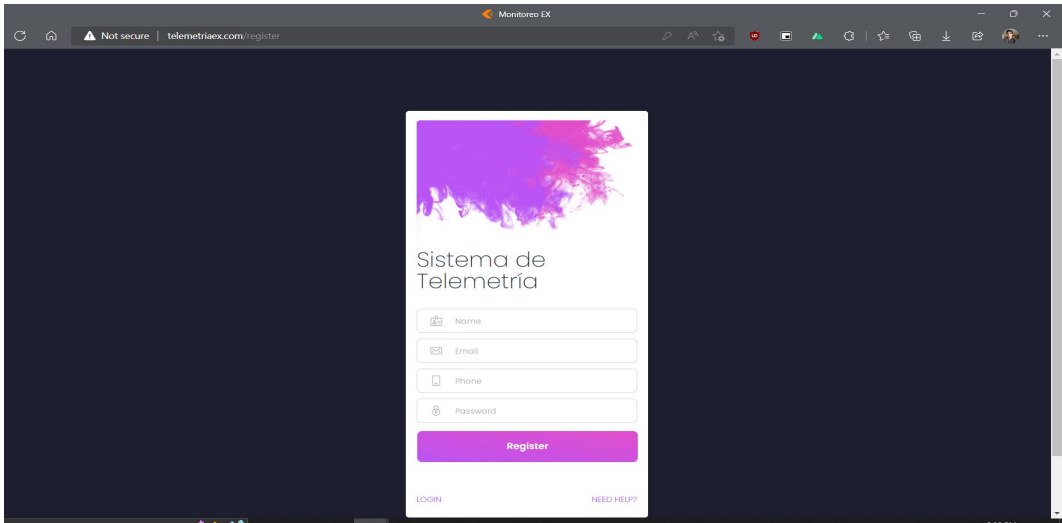 Monitoreo EX
Not secure | telemetriaex.com/register
Sistema de
Telemetría
Name
Email
Phone
Password
Register
LOGIN NEED HELP?